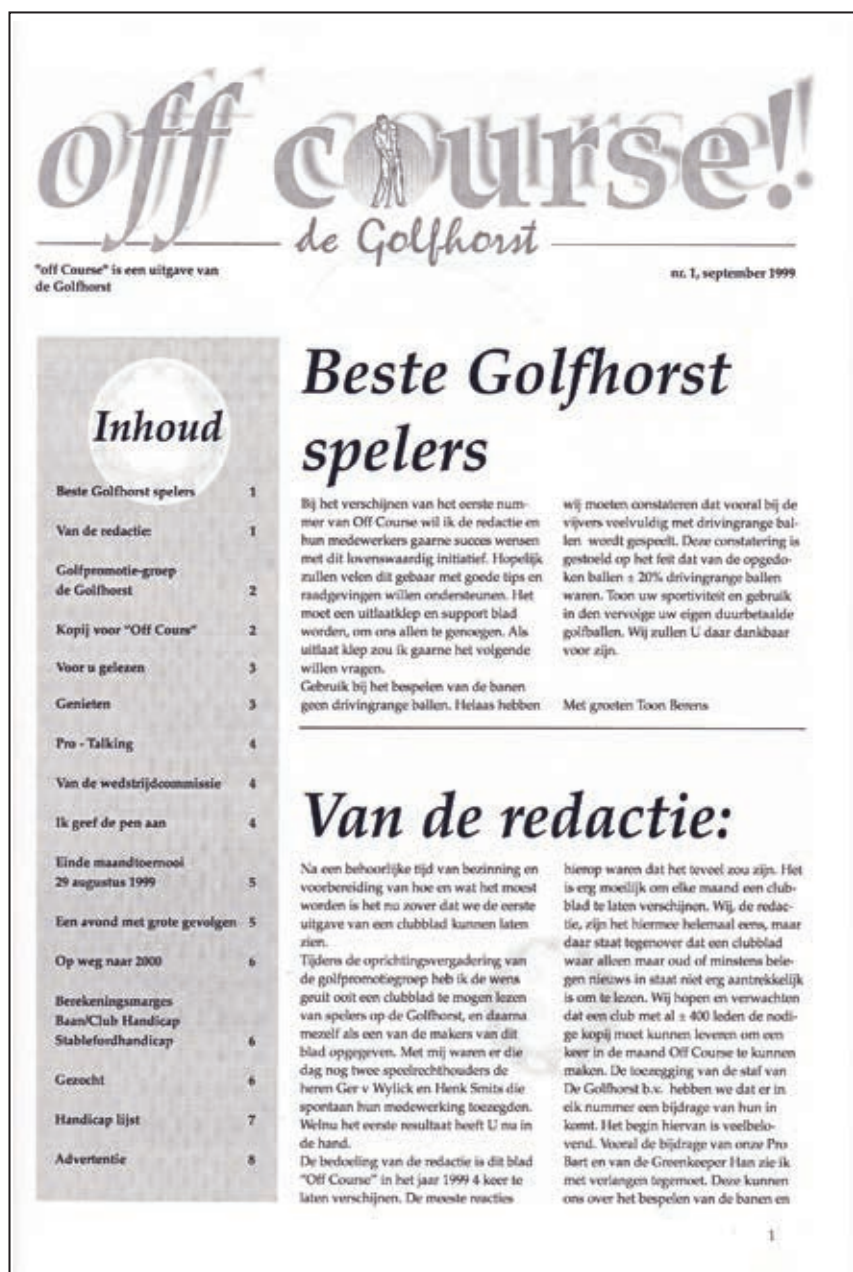 off course!!
de Golfhorst
"off Course" is een uitgave van
de Golfhorst
nr. 1, september 1999
Inhoud
Beste Golfhorst spelers 1
Van de redactie: 1
Golfpromotie-groep
de Golfhorst 2
Kopij voor "Off Cours" 2
Voor u gelezen 3
Genieten 3
Pro - Talking 4
Van de wedstrijdcommissie 4
Ik geef de pen aan 4
Einde maandtoernooi
29 augustus 1999 5
Een avond met grote gevolgen 5
Op weg naar 2000 6
Berekeningsmarges
Baan/Club Handicap
Stablefordhandicap 6
Gezocht 6
Handicap lijst 7
Advertentie 8
Beste Golfhorst
spelers
Bij het verschijnen van het eerste num-
mer van Off Course wil ik de redactie en
hun medewerkers gaarne succes wensen
met dit lovenswaardig initiatief. Hopelijk
zullen velen dit gebaar met goede tips en
raadgevingen willen ondersteunen. Het
moet een uitlaatklep en support blad
worden, om ons allen te genoegen. Als
uitlaat klep zou ik gaarne het volgende
willen vragen.
Gebruik bij het bespelen van de banen
geen drivingrange ballen. Helaas hebben
wij moeten constateren dat vooral bij de
vijvers veelvuldig met drivingrange bal-
len wordt gespeelt. Deze constatering is
gestoeld op het feit dat van de opgedo-
ken ballen ± 20% drivingrange ballen
waren. Toon uw sportiviteit en gebruik
in den vervolge uw eigen duurbetaalde
golfballen. Wij zullen U daar dankbaar
voor zijn.
Met groeten Toon Berens
Van de redactie:
Na een behoorlijke tijd van bezinning en
voorbereiding van hoe en wat het moest
worden is het nu zover dat we de eerste
uitgave van een clubblad kunnen laten
zien.
Tijdens de oprichtingsvergadering van
de golfpromotiegroep heb ik de wens
geuit ooit een clubblad te mogen lezen
van spelers op de Golfhorst, en daarna
mezelf als een van de makers van dit
blad opgegeven. Met mij waren er die
dag nog twee speelrechthouders de
heren Ger v Wylick en Henk Smits die
spontaan hun medewerking toezegden.
Welnu het eerste resultaat heeft U nu in
de hand.
De bedoeling van de redactie is dit blad
"Off Course" in het jaar 1999 4 keer te
laten verschijnen. De meeste reacties
hierop waren dat het teveel zou zijn. Het
is erg moeilijk om elke maand een club-
blad te laten verschijnen. Wij, de redac-
tie, zijn het hiermee helemaal eens, maar
daar staat tegenover dat een clubblad
waar alleen maar oud of minstens bele-
gen nieuws in staat niet erg aantrekkelijk
is om te lezen. Wij hopen en verwachten
dat een club met al ± 400 leden de nodi-
ge kopij moet kunnen leveren om een
keer in de maand Off Course te kunnen
maken. De toezegging van de staf van
De Golfhorst b.v. hebben we dat er in
elk nummer een bijdrage van hun in
komt. Het begin hiervan is veelbelo-
vend. Vooral de bijdrage van onze Pro
Bart en van de Greenkeeper Han zie ik
met verlangen tegemoet. Deze kunnen
ons over het bespelen van de banen en
1